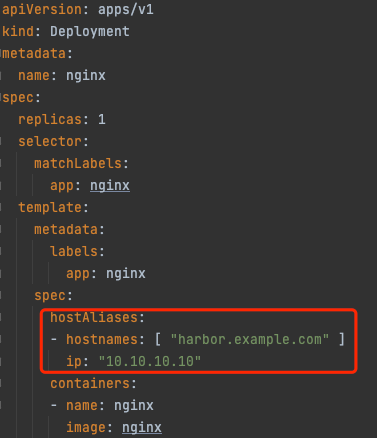 apiVersion: apps/v1
kind: Deployment
metadata:
  name: nginx
spec:
  replicas: 1
  selector:
    matchLabels:
      app: nginx
  template:
    metadata:
      labels:
        app: nginx
    spec:
      hostAliases:
      - hostnames: [ "harbor.example.com" ]
        ip: "10.10.10.10"
      containers:
      - name: nginx
        image: nginx